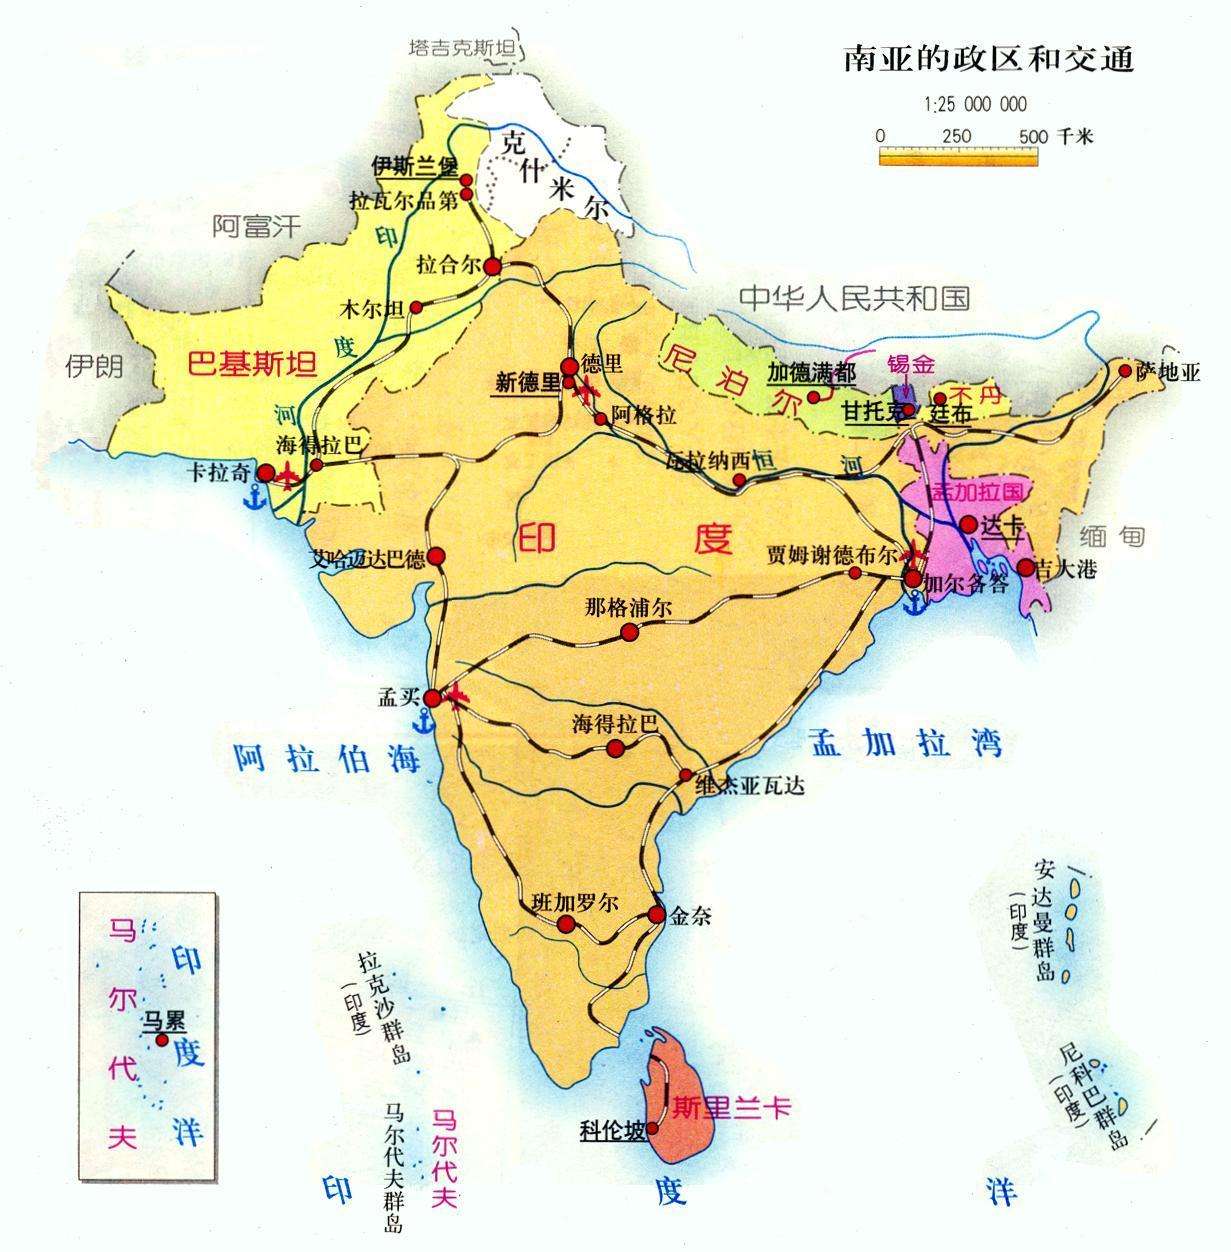 南亚的政区和交通
1:25 000 000
0 250 500 千米
塔吉克斯坦
克什米尔
伊斯兰堡
拉瓦尔品第
阿富汗
印度河
拉合尔
中华人民共和国
木尔坦
伊朗
巴基斯坦
尼泊尔
德里
新德里
加德满都
锡金
萨地亚
不丹
甘托克
廷布
阿格拉
海得拉巴
卡拉奇
瓦拉纳西
恒河
孟加拉国
达卡
印度
缅甸
艾哈迈达巴德
贾姆谢德布尔
加尔各答
吉大港
那格浦尔
孟买
海得拉巴
阿拉伯海
孟加拉湾
维杰亚瓦达
班加罗尔
金奈
安达曼群岛
(印度)
马尔代夫
马累
印度洋
拉克沙群岛
(印度)
尼科巴群岛
(印度)
斯里兰卡
科伦坡
马尔代夫群岛
马尔代夫
印度洋